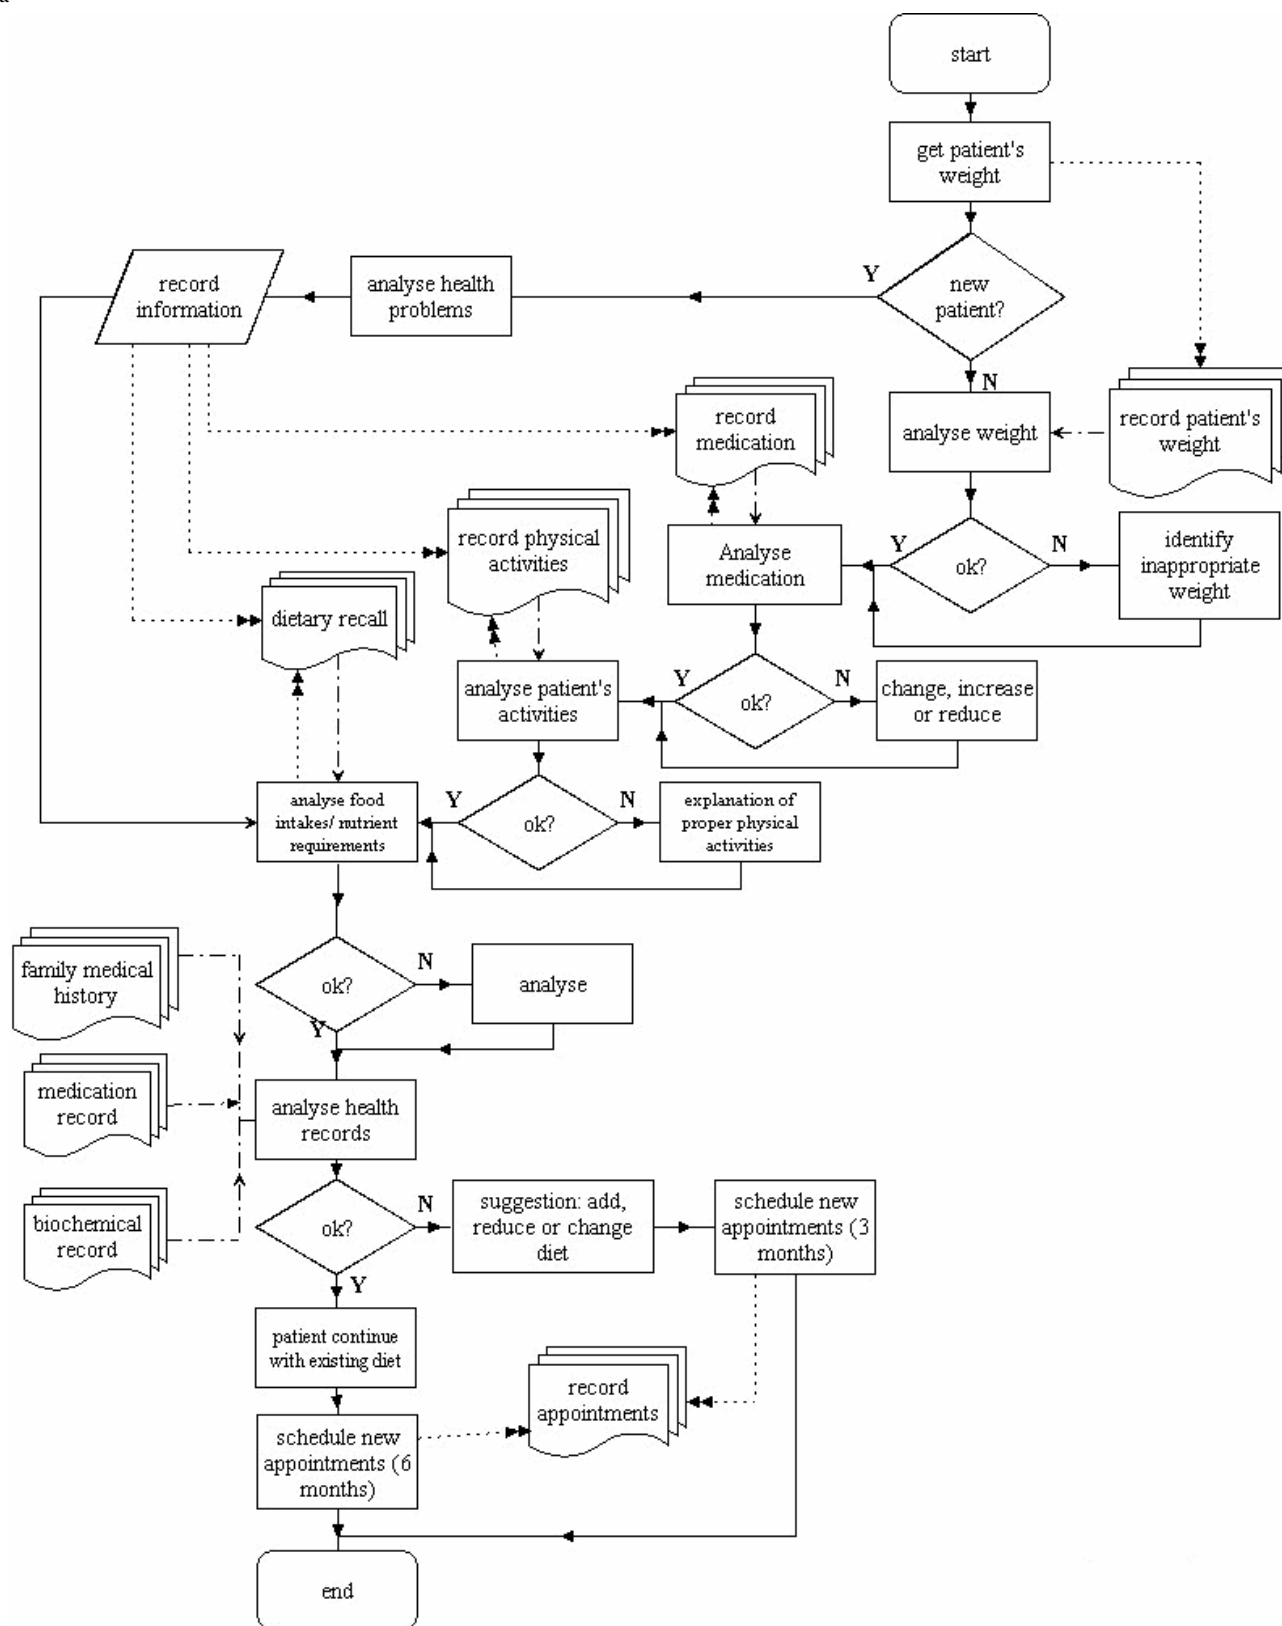 start
get patient's
weight
Y
new
patient?
N
analyse health
problems
record
information
record
medication
analyse weight
record patient's
weight
record physical
activities
Analyse
medication
Y
ok?
N
identify
inappropriate
weight
dietary recall
analyse patient's
activities
Y
ok?
N
change, increase
or reduce
analyse food
intakes/ nutrient
requirements
Y
ok?
N
explanation of
proper physical
activities
family medical
history
ok?
N
analyse
Y
medication
record
analyse health
records
biochemical
record
ok?
N
suggestion: add,
reduce or change
diet
schedule new
appointments (3
months)
Y
patient continue
with existing diet
record
appointments
schedule new
appointments (6
months)
end